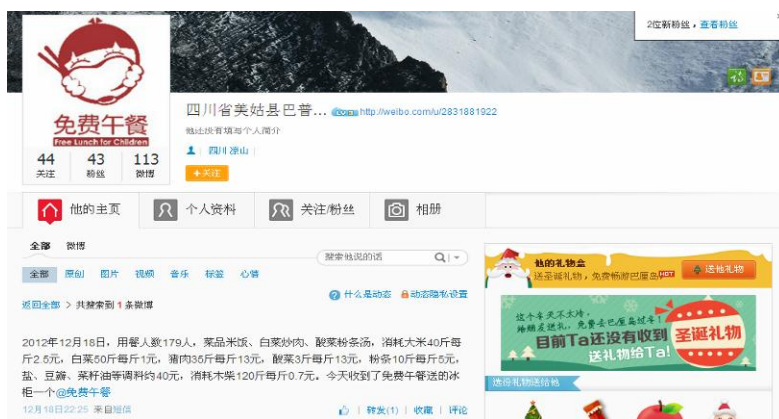 2位新粉丝，查看粉丝
免费午餐
Free Lunch for Children
四川省美姑县巴普... http://weibo.com/u/2831881922
他还没有填写个人简介
四川 凉山
44 43 113
关注 粉丝 微博
+关注
他的主页 个人资料 关注/粉丝 相册
全部 微博
搜索他说的话
全部 原创 图片 视频 音乐 标签 心情
什么是动态 动态隐私设置
返回全部 > 共搜索到 1 条微博
2012年12月18日，用餐人数179人，菜品米饭、白菜炒肉、酸菜粉条汤，消耗大米40斤每
斤2.5元，白菜50斤每斤1元，猪肉35斤每斤13元，酸菜3斤每斤13元，粉条10斤每斤5元，
盐、豆瓣、菜籽油等调料约40元，消耗木柴120斤每斤0.7元。今天收到了免费午餐送的冰
柜一个@免费午餐
12月18日22:25 来自短信
转发(1) | 收藏 | 评论
他的礼物盒
送圣诞礼物，免费畅游巴厘岛HOT
送他礼物
这个冬天不太冷，
目前Ta还没有收到 圣诞礼物
送礼物给Ta!
选份礼物送给他